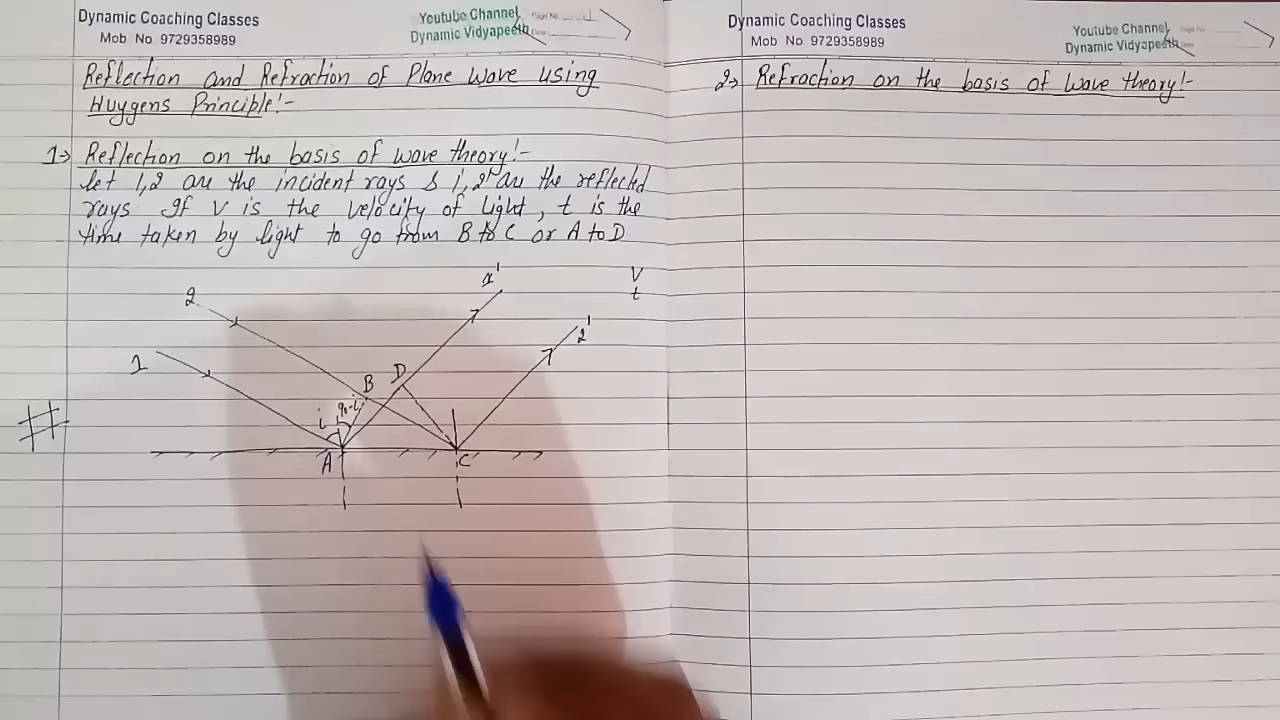 Dynamic Coaching Classes
Mob No 9729358989
Youtube Channel
Dynamic Vidyapeeth
Page No.
Date
Reflection and Refraction of Plane wave using
Huygens Principle!-
1⇒ Reflection on the basis of wave theory!-
let 1,2 are the incident rays & 1', 2' are the reflected
rays If V is the velocity of light, t is the
time taken by light to go from B to C or A to D
V
t
2
1
1'
2'
B
D
i
90-i
A
C
#
Dynamic Coaching Classes
Mob No 9729358989
Youtube Channel
Dynamic Vidyapeeth
2⇒ Refraction on the basis of wave theory!-